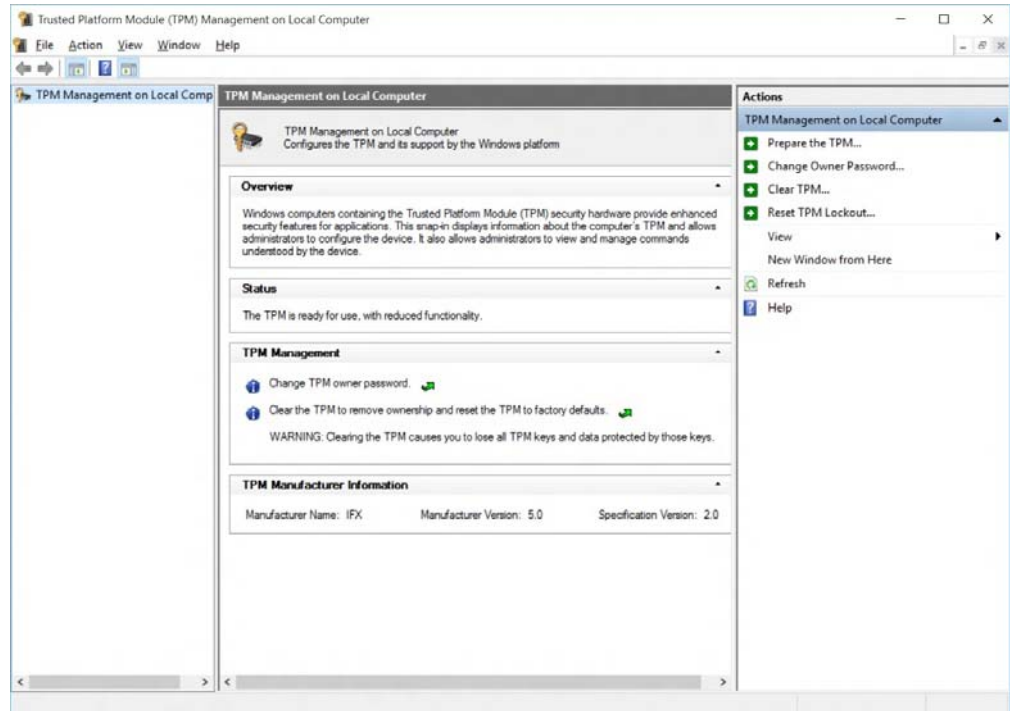 Trusted Platform Module (TPM) Management on Local Computer
File Action View Window Help
TPM Management on Local Comp
TPM Management on Local Computer
TPM Management on Local Computer
Configures the TPM and its support by the Windows platform
Overview
Windows computers containing the Trusted Platform Module (TPM) security hardware provide enhanced
security features for applications. This snap-in displays information about the computer's TPM and allows
administrators to configure the device. It also allows administrators to view and manage commands
understood by the device.
Status
The TPM is ready for use, with reduced functionality.
TPM Management
Change TPM owner password.
Clear the TPM to remove ownership and reset the TPM to factory defaults.
WARNING: Clearing the TPM causes you to lose all TPM keys and data protected by those keys.
TPM Manufacturer Information
Manufacturer Name: IFX Manufacturer Version: 5.0 Specification Version: 2.0
Actions
TPM Management on Local Computer
Prepare the TPM...
Change Owner Password...
Clear TPM...
Reset TPM Lockout...
View
New Window from Here
Refresh
Help